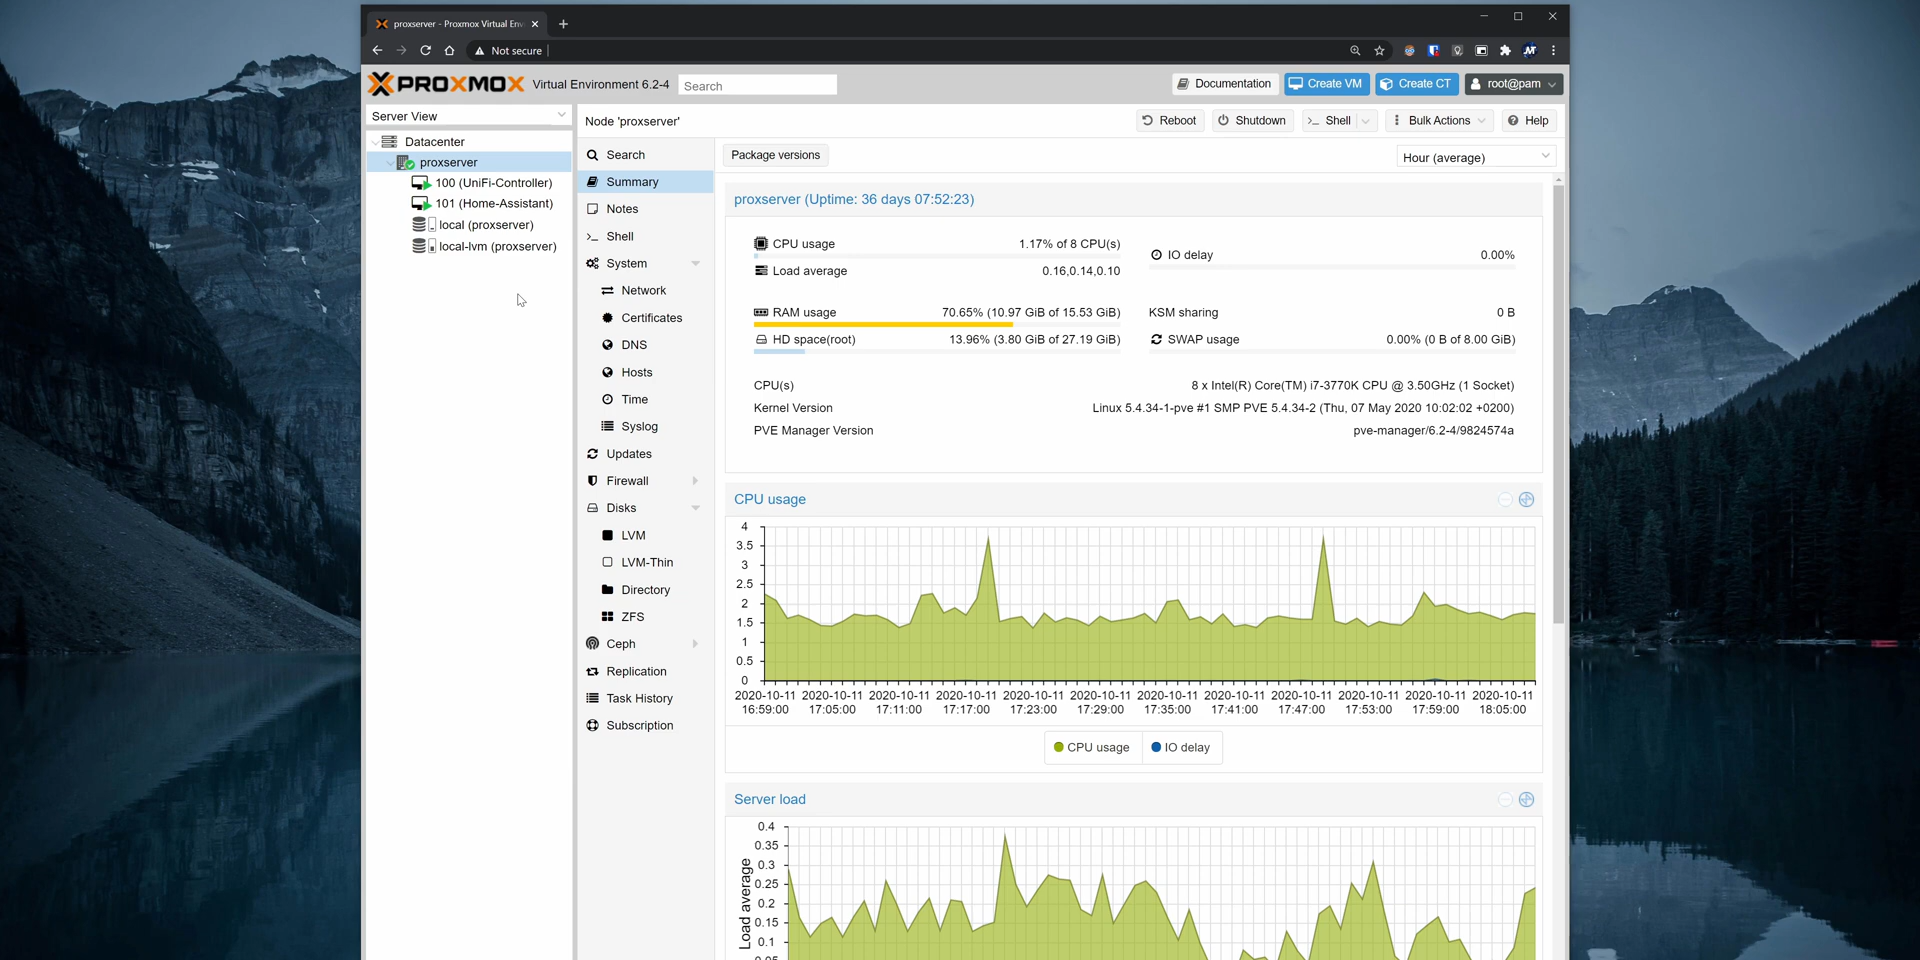 proxserver - Proxmox Virtual En
Not secure
PROXMOX Virtual Environment 6.2-4 Search
Documentation Create VM Create CT root@pam
Server View
Datacenter
proxserver
100 (UniFi-Controller)
101 (Home-Assistant)
local (proxserver)
local-lvm (proxserver)
Node 'proxserver'
Reboot Shutdown Shell Bulk Actions Help
Search
Summary
Notes
Shell
System
Network
Certificates
DNS
Hosts
Time
Syslog
Updates
Firewall
Disks
LVM
LVM-Thin
Directory
ZFS
Ceph
Replication
Task History
Subscription
Package versions Hour (average)
proxserver (Uptime: 36 days 07:52:23)
CPU usage 1.17% of 8 CPU(s)
Load average 0.16,0.14,0.10
IO delay 0.00%
RAM usage 70.65% (10.97 GiB of 15.53 GiB)
KSM sharing 0 B
HD space(root) 13.96% (3.80 GiB of 27.19 GiB)
SWAP usage 0.00% (0 B of 8.00 GiB)
CPU(s) 8 x Intel(R) Core(TM) i7-3770K CPU @ 3.50GHz (1 Socket)
Kernel Version Linux 5.4.34-1-pve #1 SMP PVE 5.4.34-2 (Thu, 07 May 2020 10:02:02 +0200)
PVE Manager Version pve-manager/6.2-4/9824574a
CPU usage
4
3.5
3
2.5
2
1.5
1
0.5
0
2020-10-11 2020-10-11 2020-10-11 2020-10-11 2020-10-11 2020-10-11 2020-10-11 2020-10-11 2020-10-11 2020-10-11 2020-10-11 2020-10-11
16:59:00 17:05:00 17:11:00 17:17:00 17:23:00 17:29:00 17:35:00 17:41:00 17:47:00 17:53:00 17:59:00 18:05:00
CPU usage IO delay
Server load
Load average
0.4
0.35
0.3
0.25
0.2
0.15
0.1
0.05